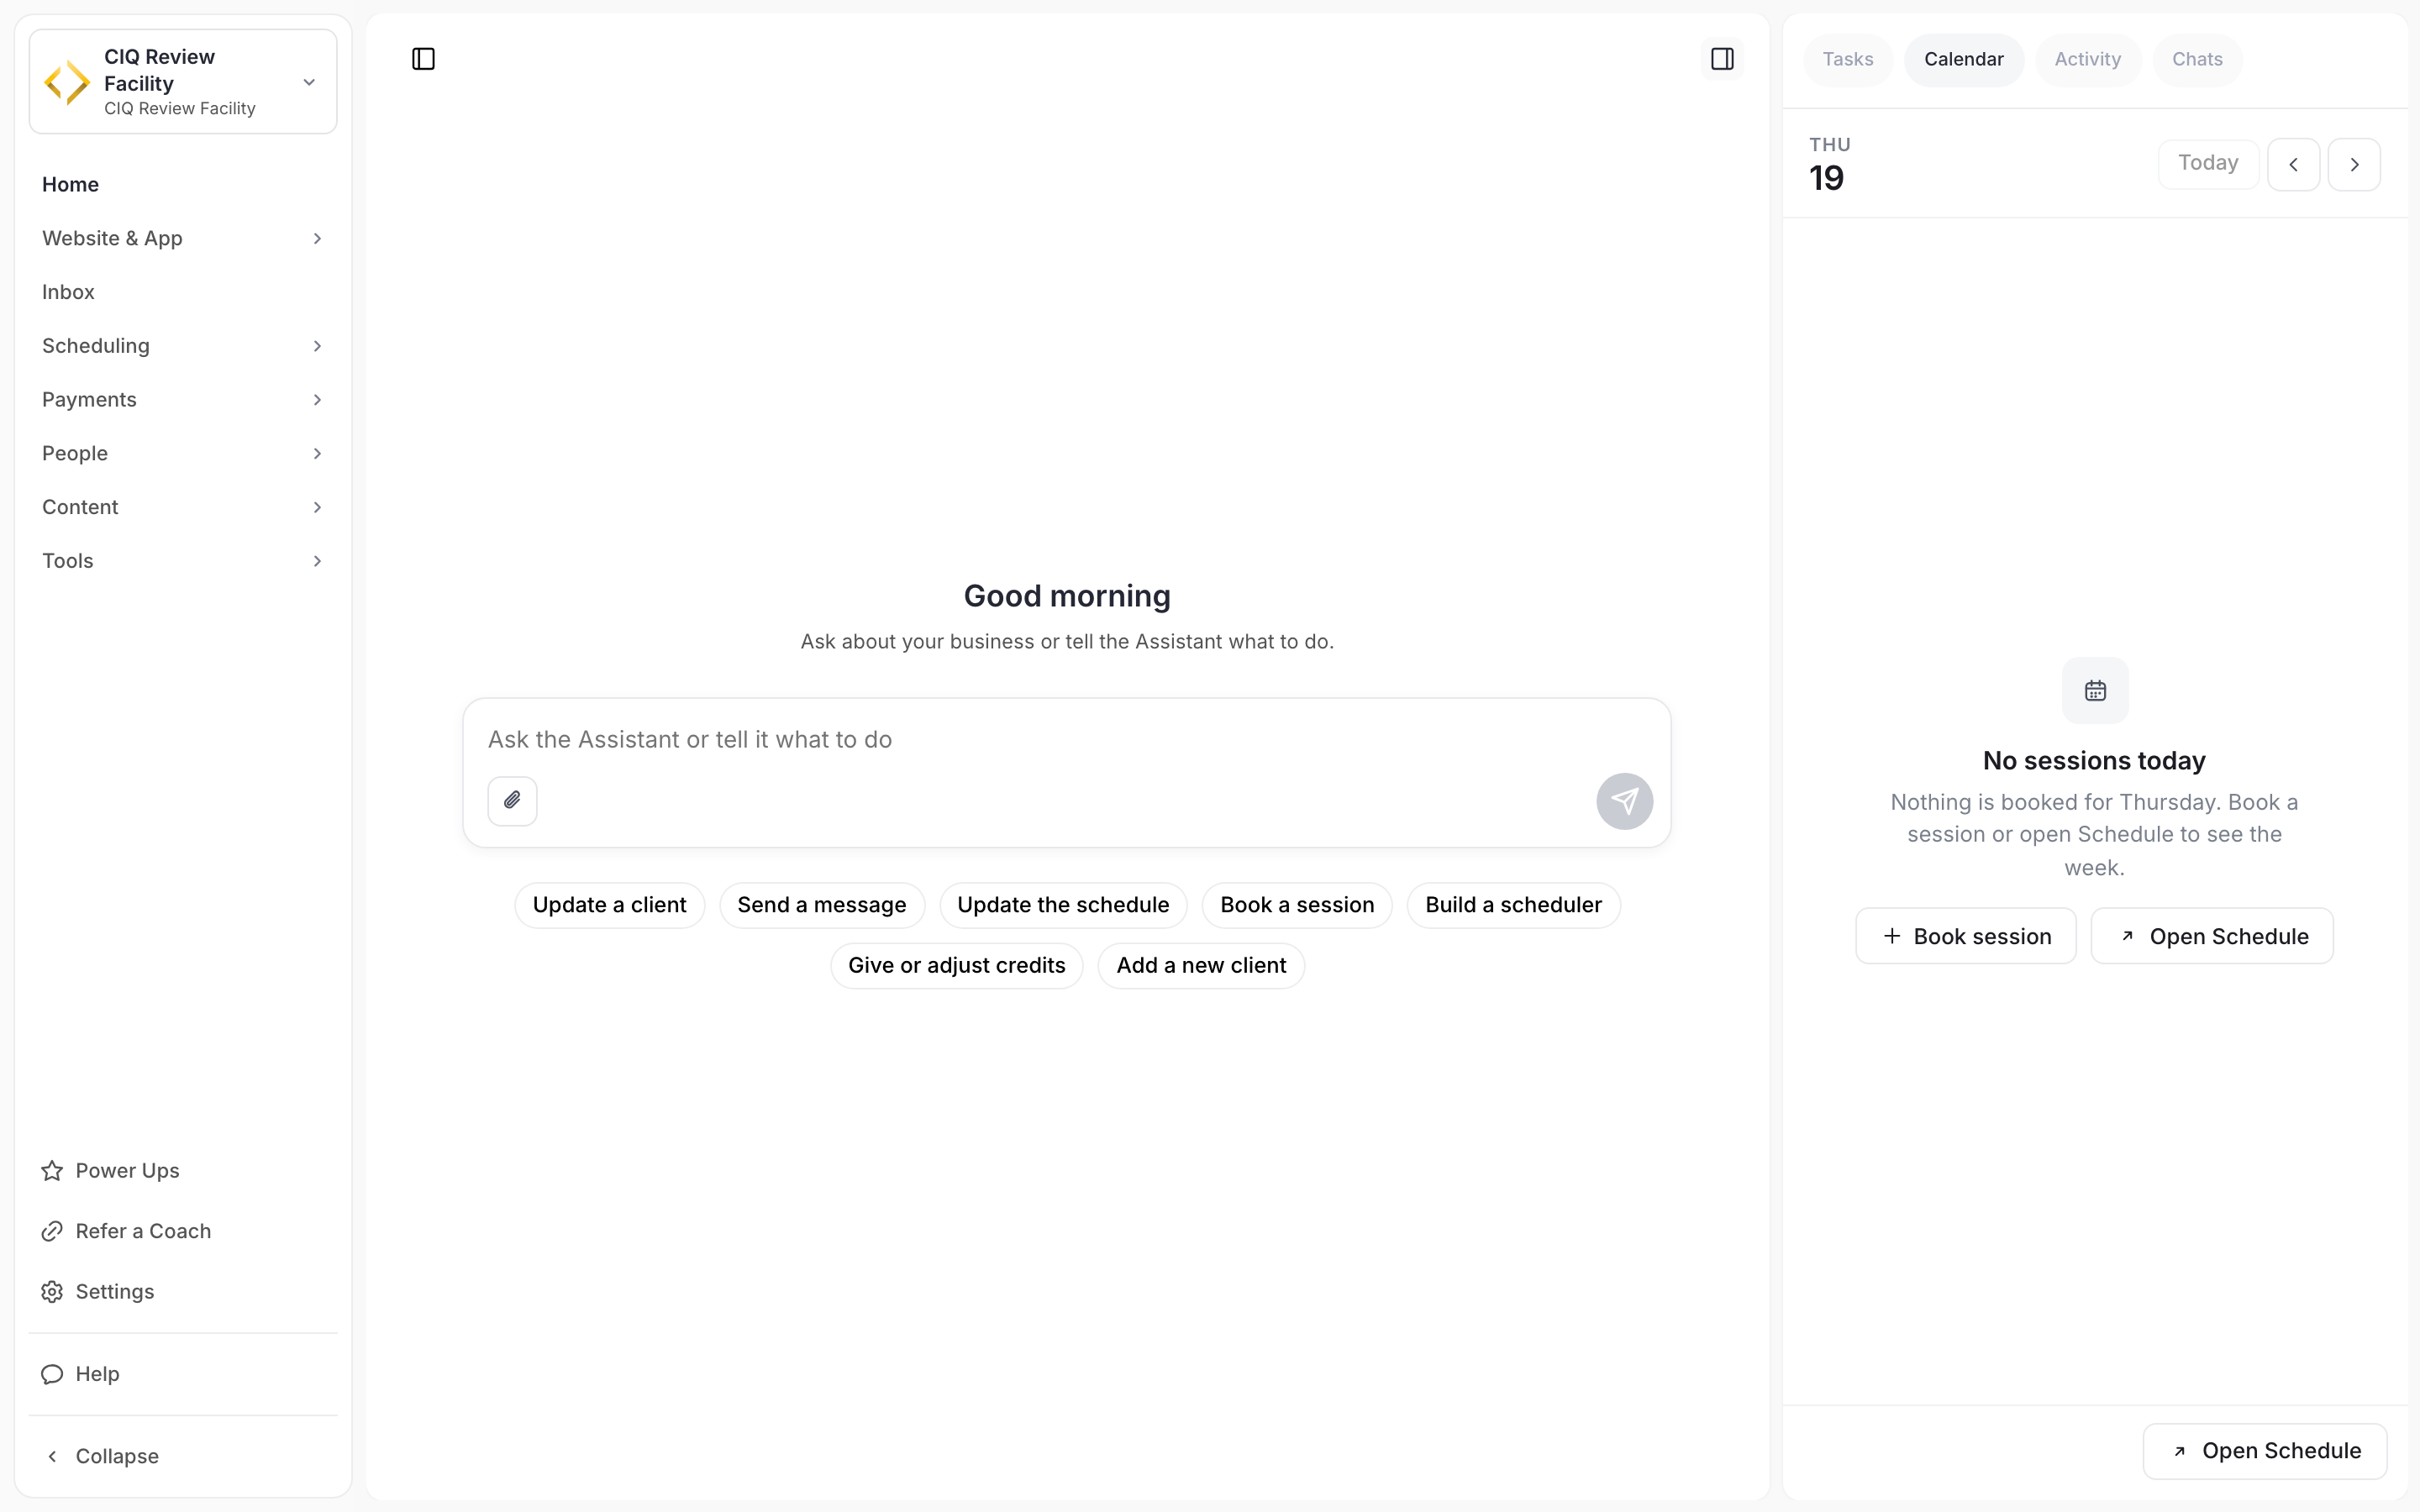 CIQ Review
Facility
CIQ Review Facility
Home
Website & App
Inbox
Scheduling
Payments
People
Content
Tools
Power Ups
Refer a Coach
Settings
Help
Collapse
Good morning
Ask about your business or tell the Assistant what to do.
Ask the Assistant or tell it what to do
Update a client Send a message Update the schedule Book a session Build a scheduler
Give or adjust credits Add a new client
Tasks Calendar Activity Chats
THU
19
Today
No sessions today
Nothing is booked for Thursday. Book a
session or open Schedule to see the
week.
Book session Open Schedule
Open Schedule